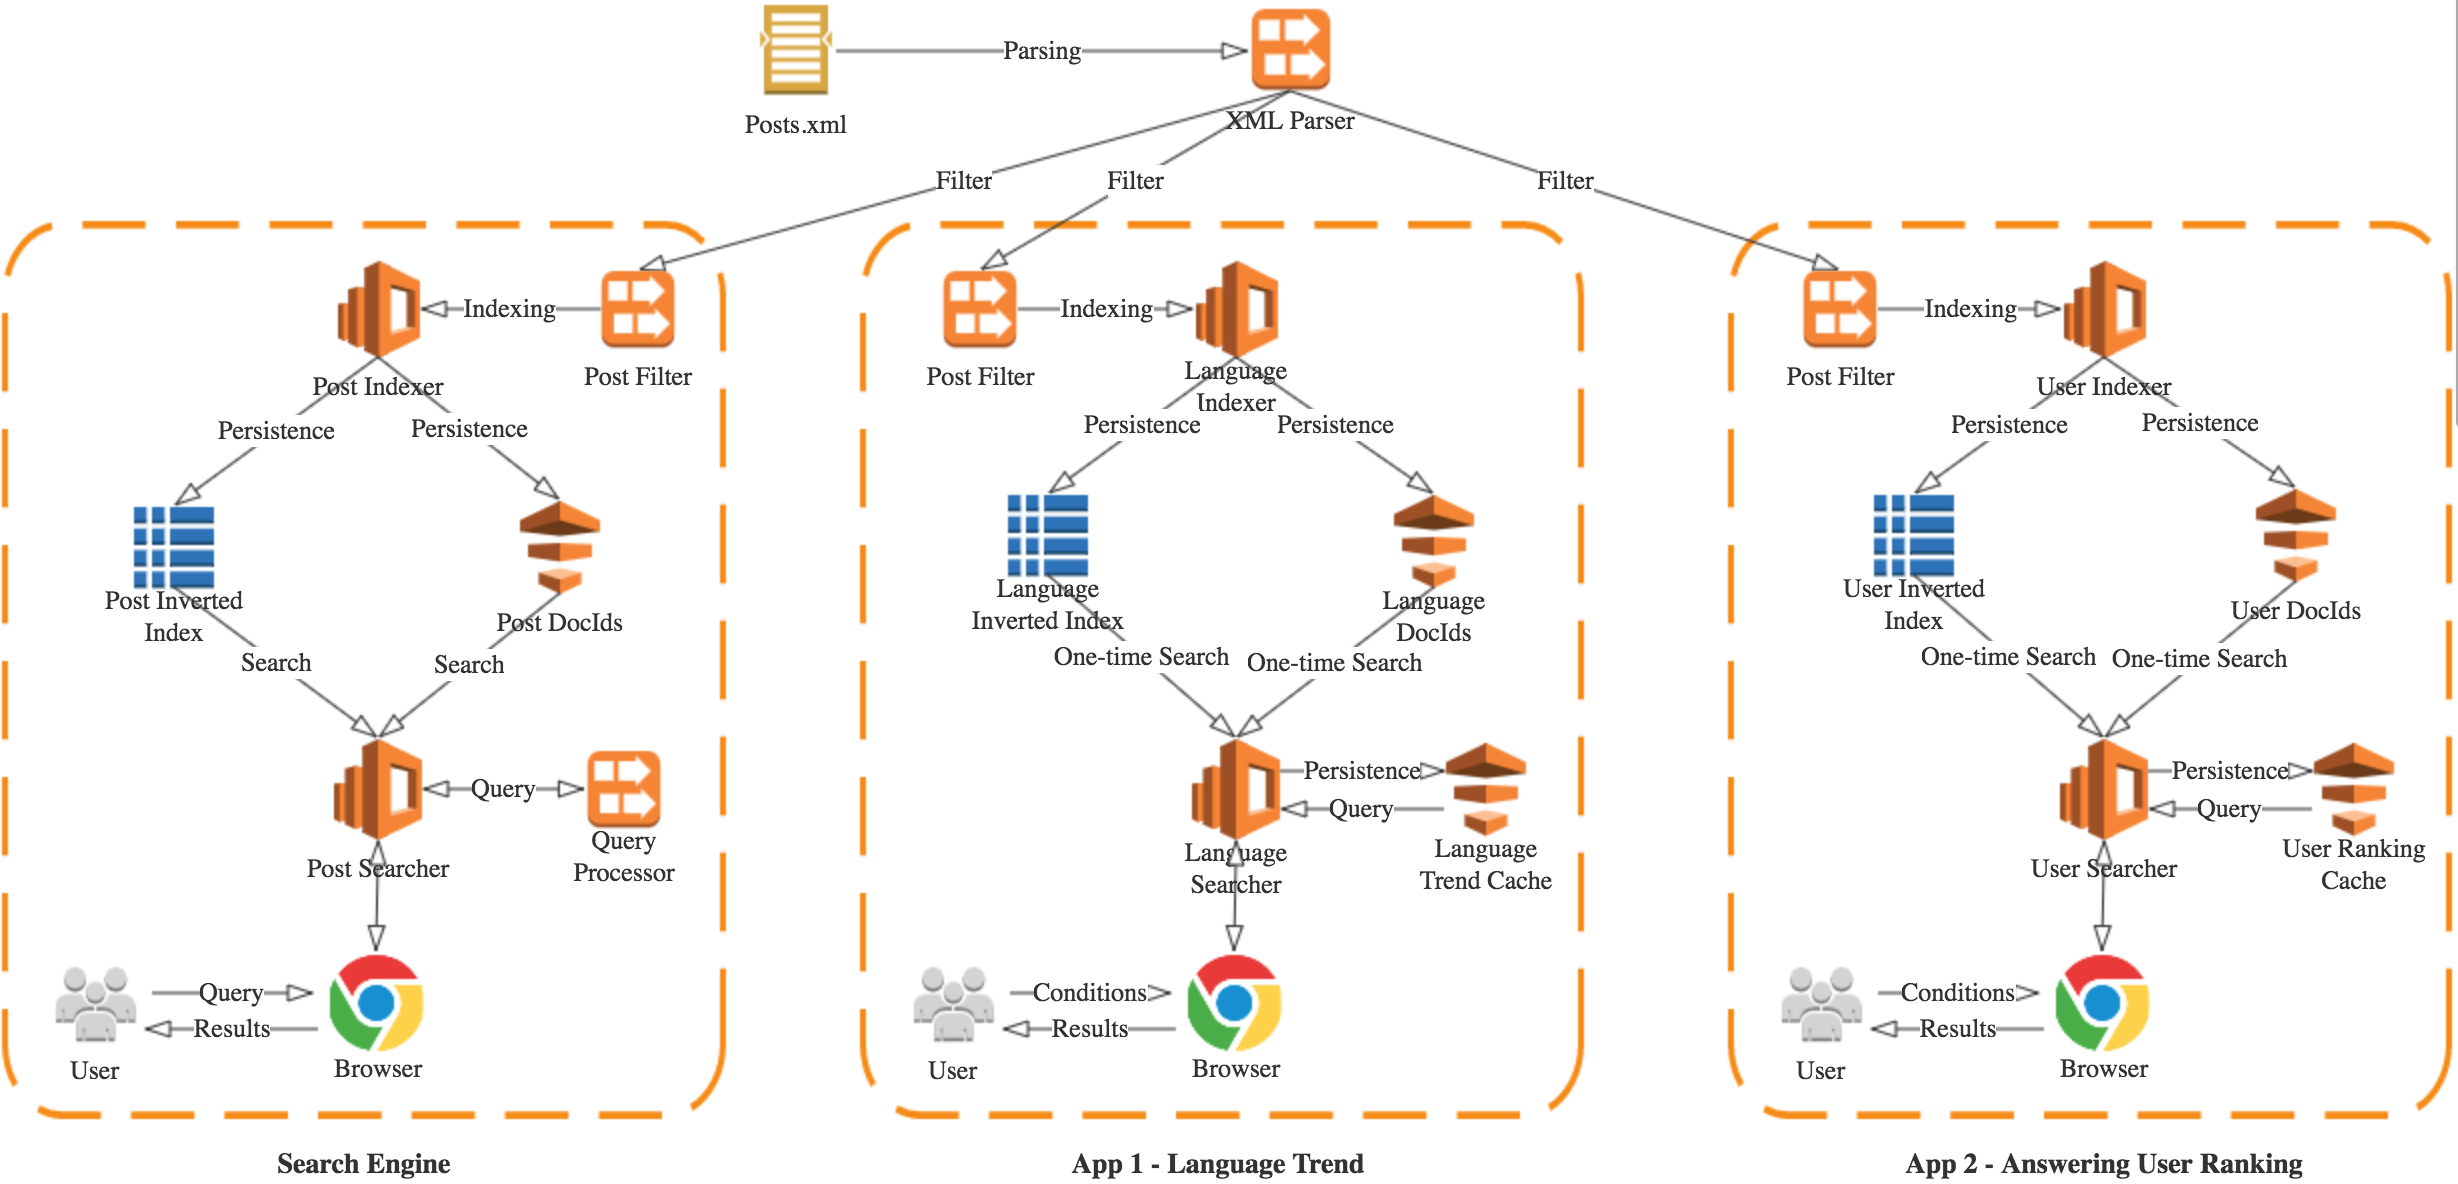 Parsing
Posts.xml
XML Parser
Filter
Filter
Filter
Indexing
Post Filter
Post Indexer
Persistence
Persistence
Post Inverted
Index
Post DocIds
Search
Search
Query
Post Searcher
Query
Processor
Query
Results
User
Browser
Search Engine
Indexing
Post Filter
Language
Indexer
Persistence
Persistence
Language
Inverted Index
Language
DocIds
One-time Search
One-time Search
Persistence
Query
Language
Searcher
Language
Trend Cache
Conditions
Results
User
Browser
App 1 - Language Trend
Indexing
Post Filter
User Indexer
Persistence
Persistence
User Inverted
Index
User DocIds
One-time Search
One-time Search
Persistence
Query
User Searcher
User Ranking
Cache
Conditions
Results
User
Browser
App 2 - Answering User Ranking